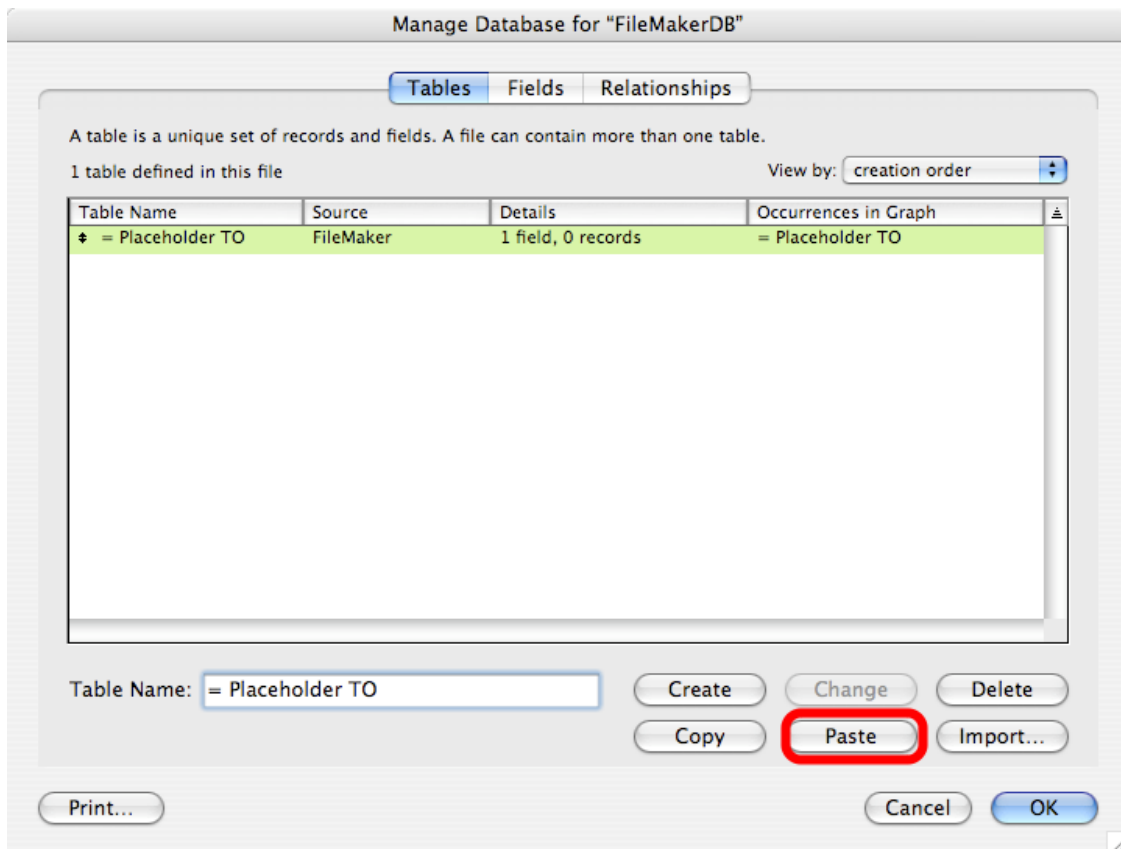 Manage Database for “FileMakerDB”
Tables Fields Relationships
A table is a unique set of records and fields. A file can contain more than one table.
1 table defined in this file View by: creation order
Table Name Source Details Occurrences in Graph
= Placeholder TO FileMaker 1 field, 0 records = Placeholder TO
Table Name: = Placeholder TO Create Change Delete
Copy Paste Import...
Print... Cancel OK